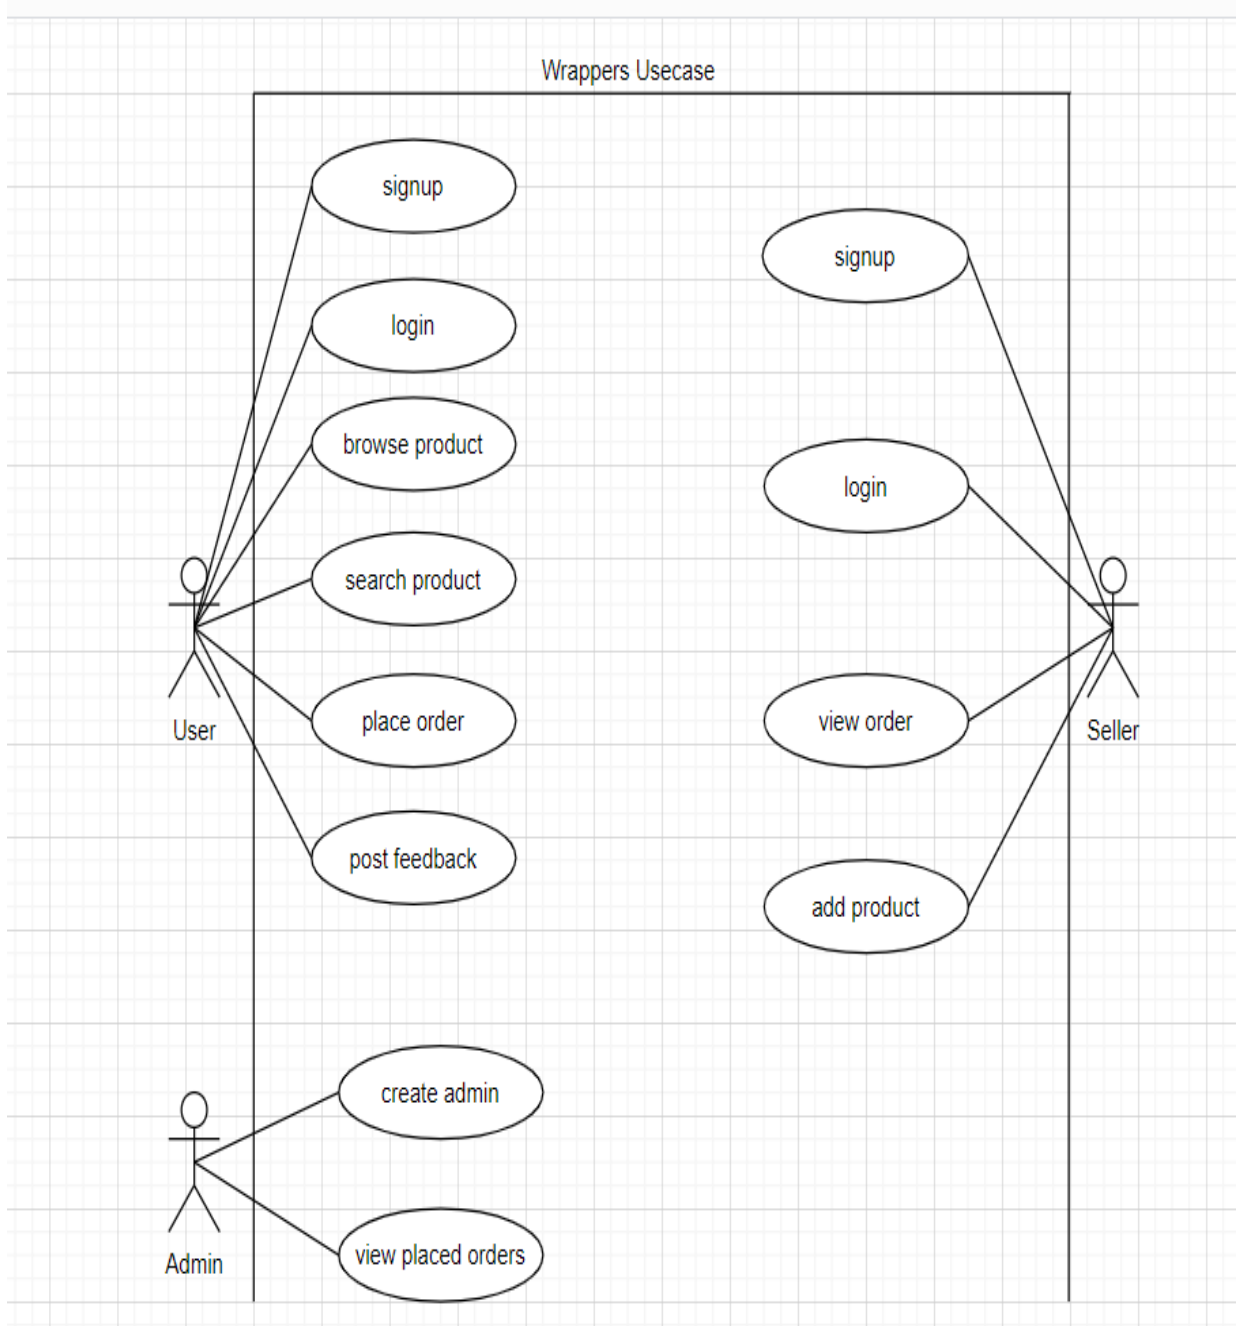 Wrappers Usecase
signup
login
browse product
search product
place order
post feedback
User
signup
login
view order
add product
Seller
create admin
view placed orders
Admin